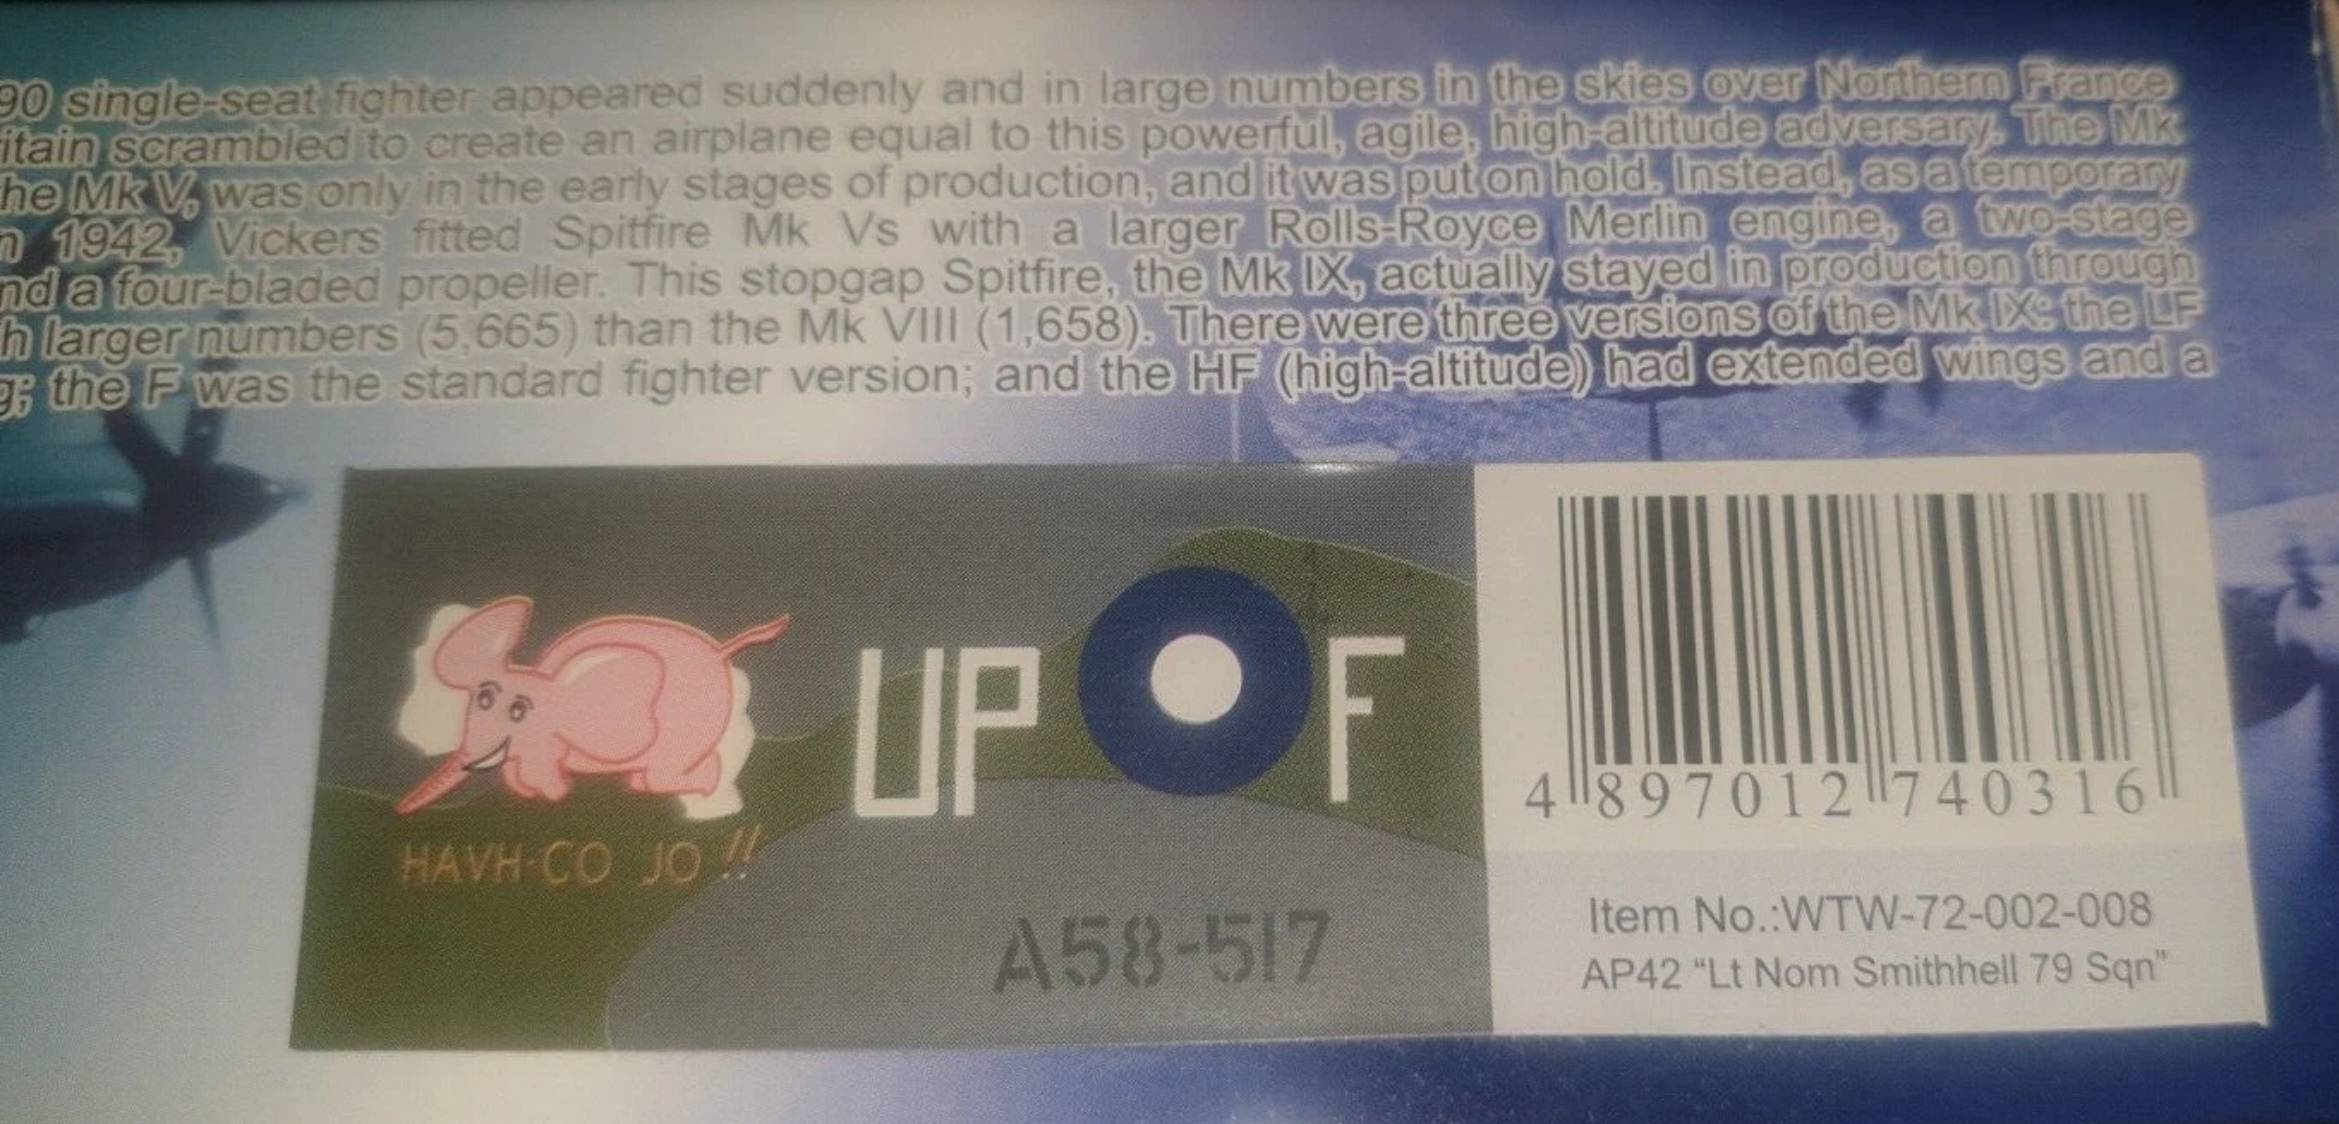 90 single-seat fighter appeared suddenly and in large numbers in the skies over Northern France
itain scrambled to create an airplane equal to this powerful, agile, high-altitude adversary. The Mk
he Mk V, was only in the early stages of production, and it was put on hold. Instead, as a temporary
n 1942, Vickers fitted Spitfire Mk Vs with a larger Rolls-Royce Merlin engine, a two-stage
nd a four-bladed propeller. This stopgap Spitfire, the Mk IX, actually stayed in production through
h larger numbers (5,665) than the Mk VIII (1,658). There were three versions of the Mk IX: the LF
g; the F was the standard fighter version; and the HF (high-altitude) had extended wings and a
UP F
HAVH-CO JO !!
A58-517
4 897012 740316
Item No.:WTW-72-002-008
AP42 “Lt Nom Smithhell 79 Sqn”